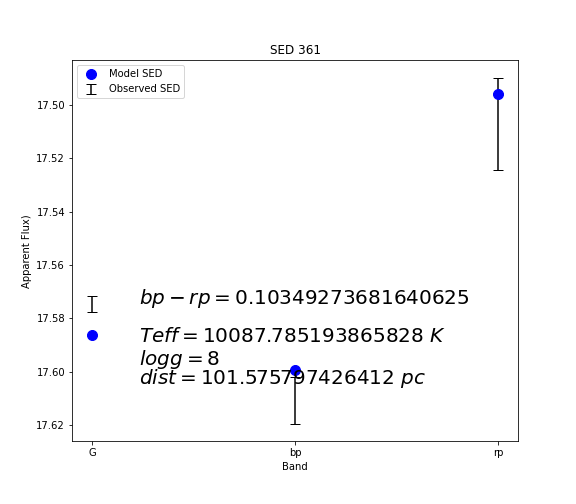 SED 361
Model SED
Observed SED
17.50
17.52
17.54
17.56
17.58
17.60
17.62
Apparent Flux)
bp − rp = 0.10349273681640625
Teff = 10087.785193865828 K
logg = 8
dist = 101.575797426412 pc
G
bp
rp
Band